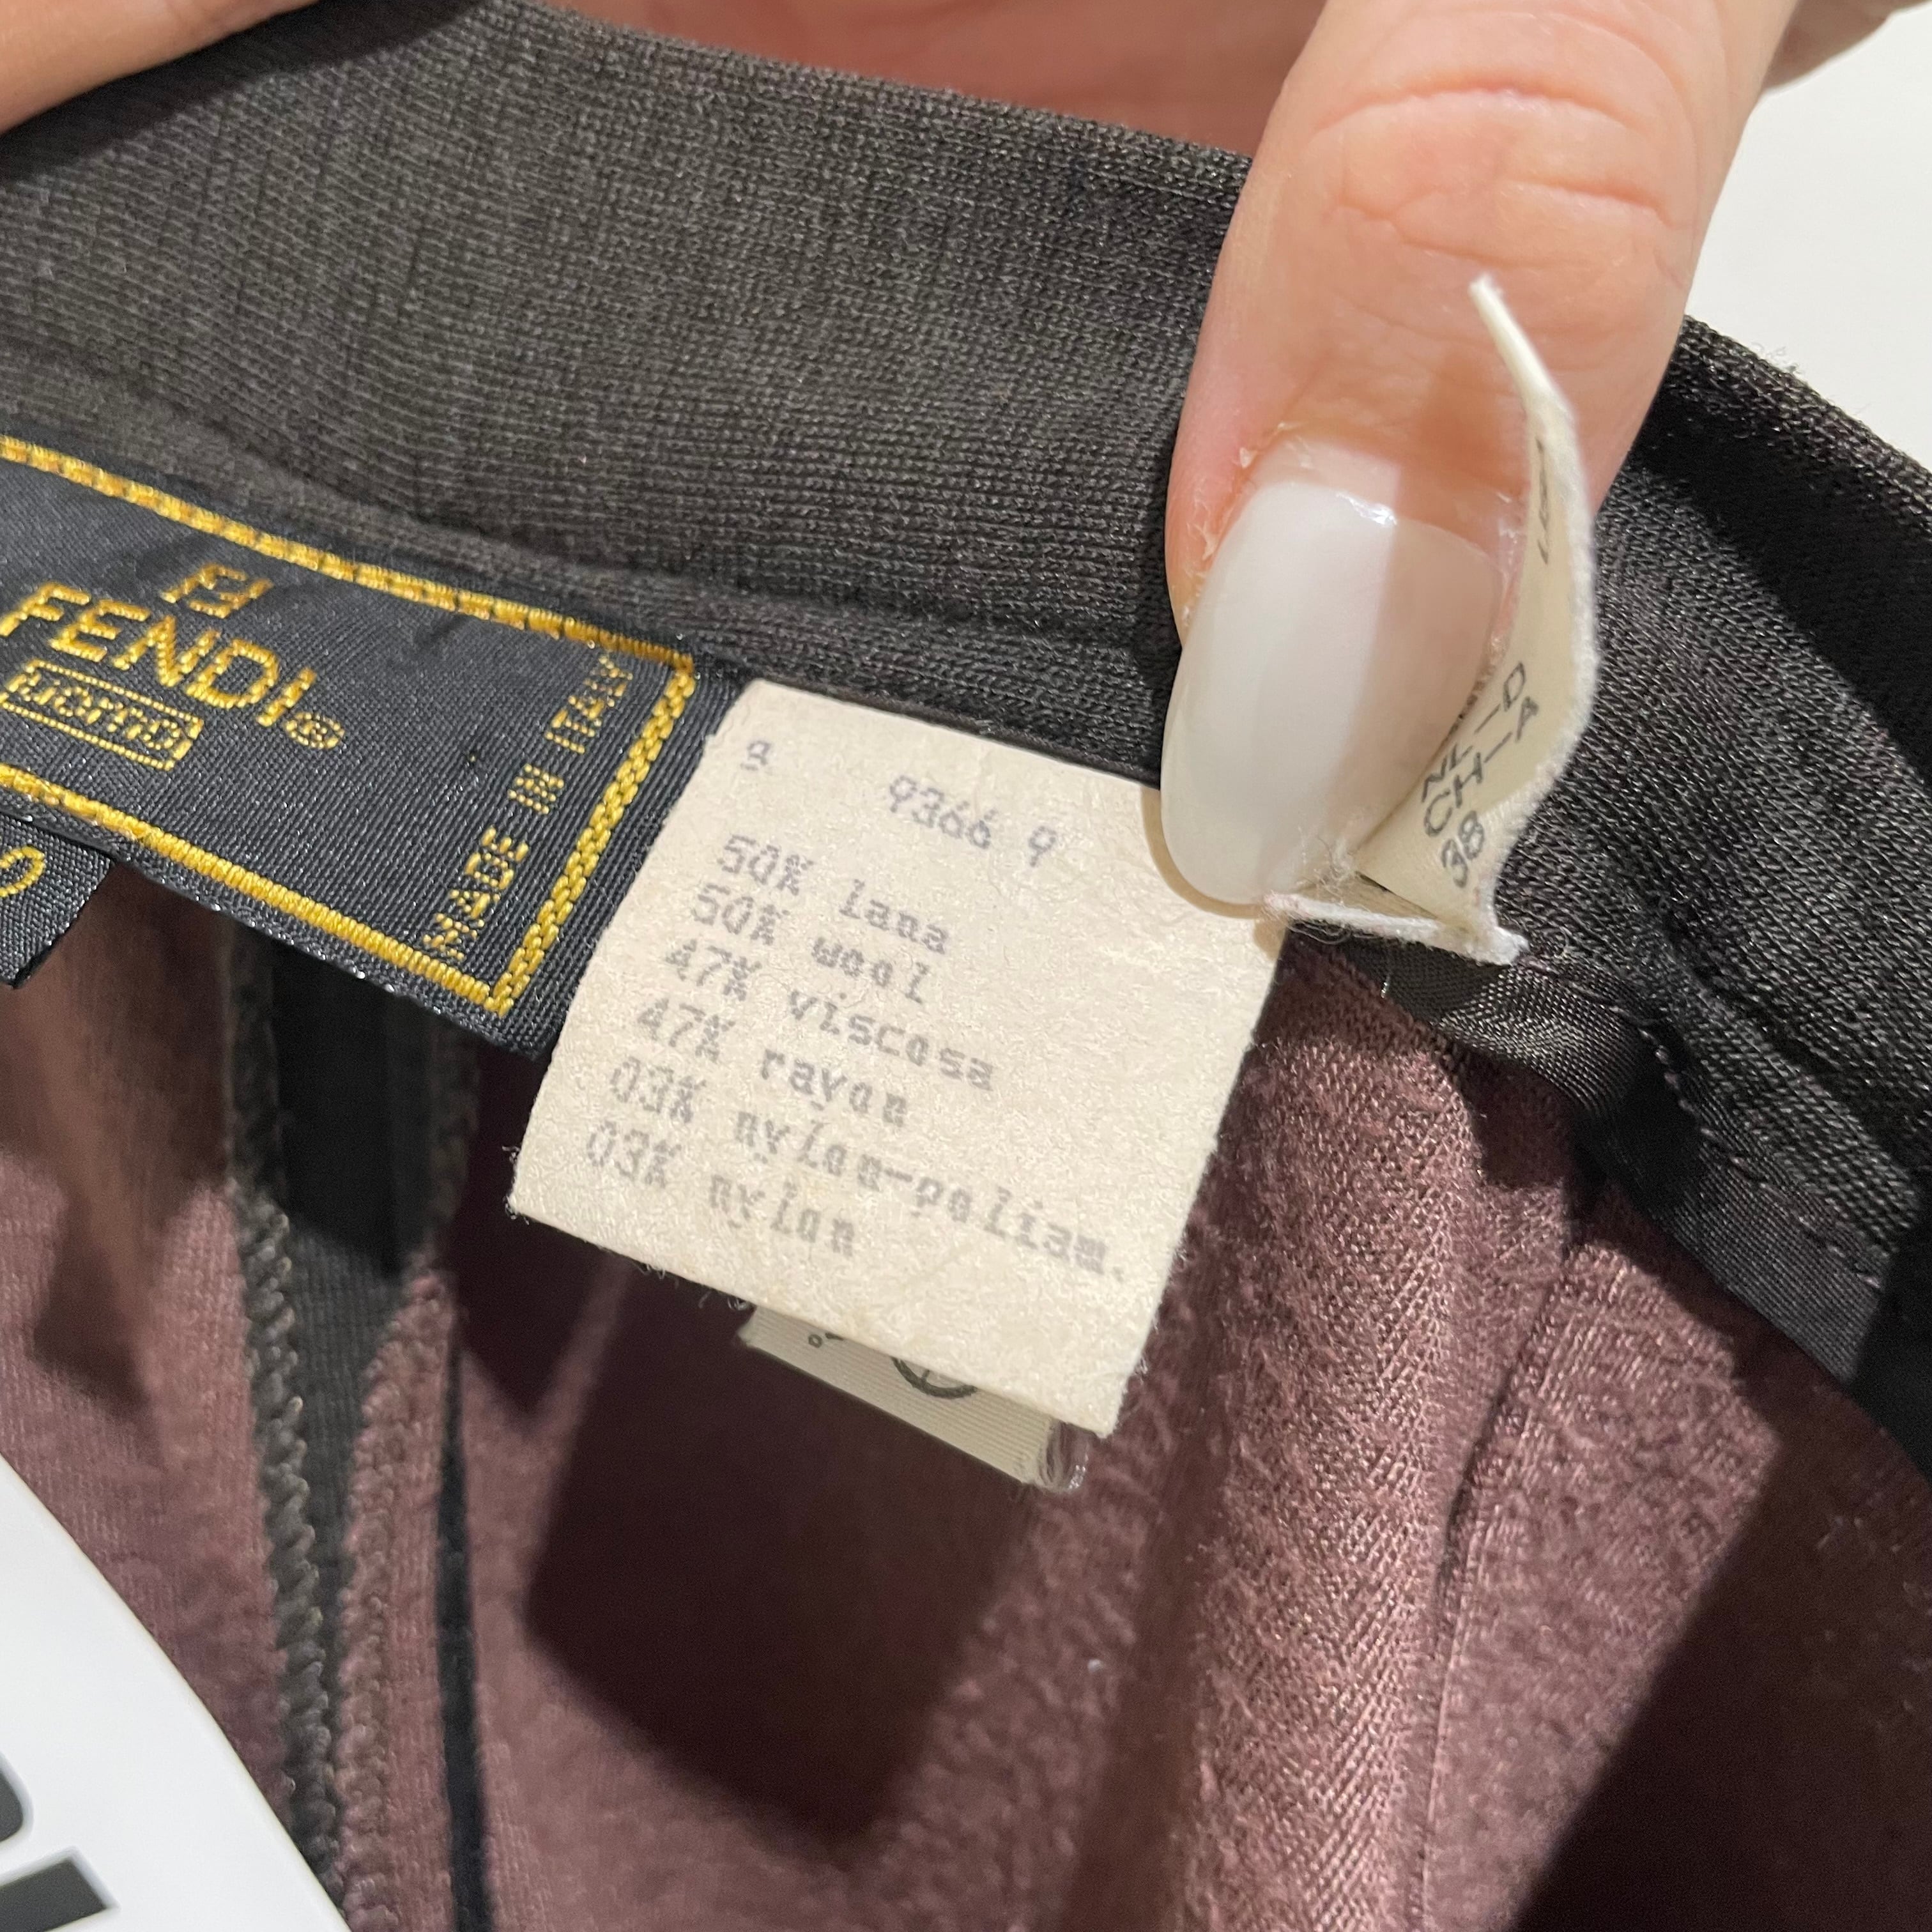 FENDI®
uomo
MADE IN ITALY
9366 9
50% lana
50% wool
47% viscosa
47% rayon
03% nylon-poliam.
03% nylon
NL—D
CH—A
38